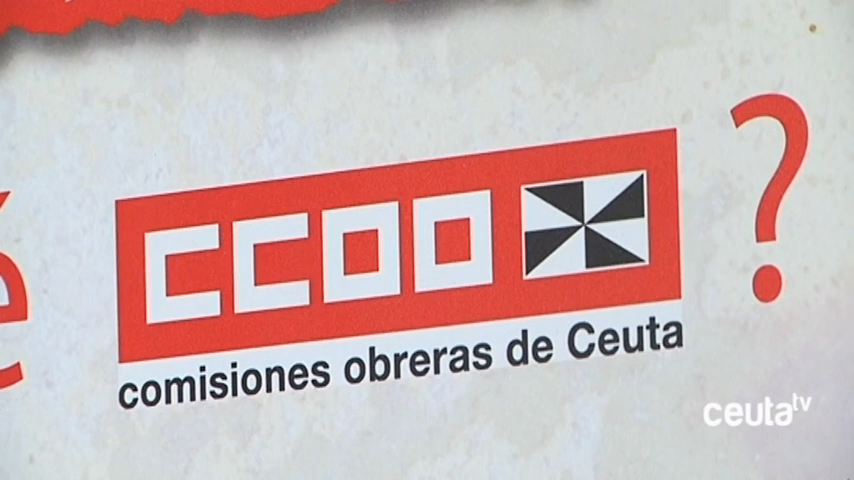 é CCOO ?
comisiones obreras de Ceuta
ceuta tv